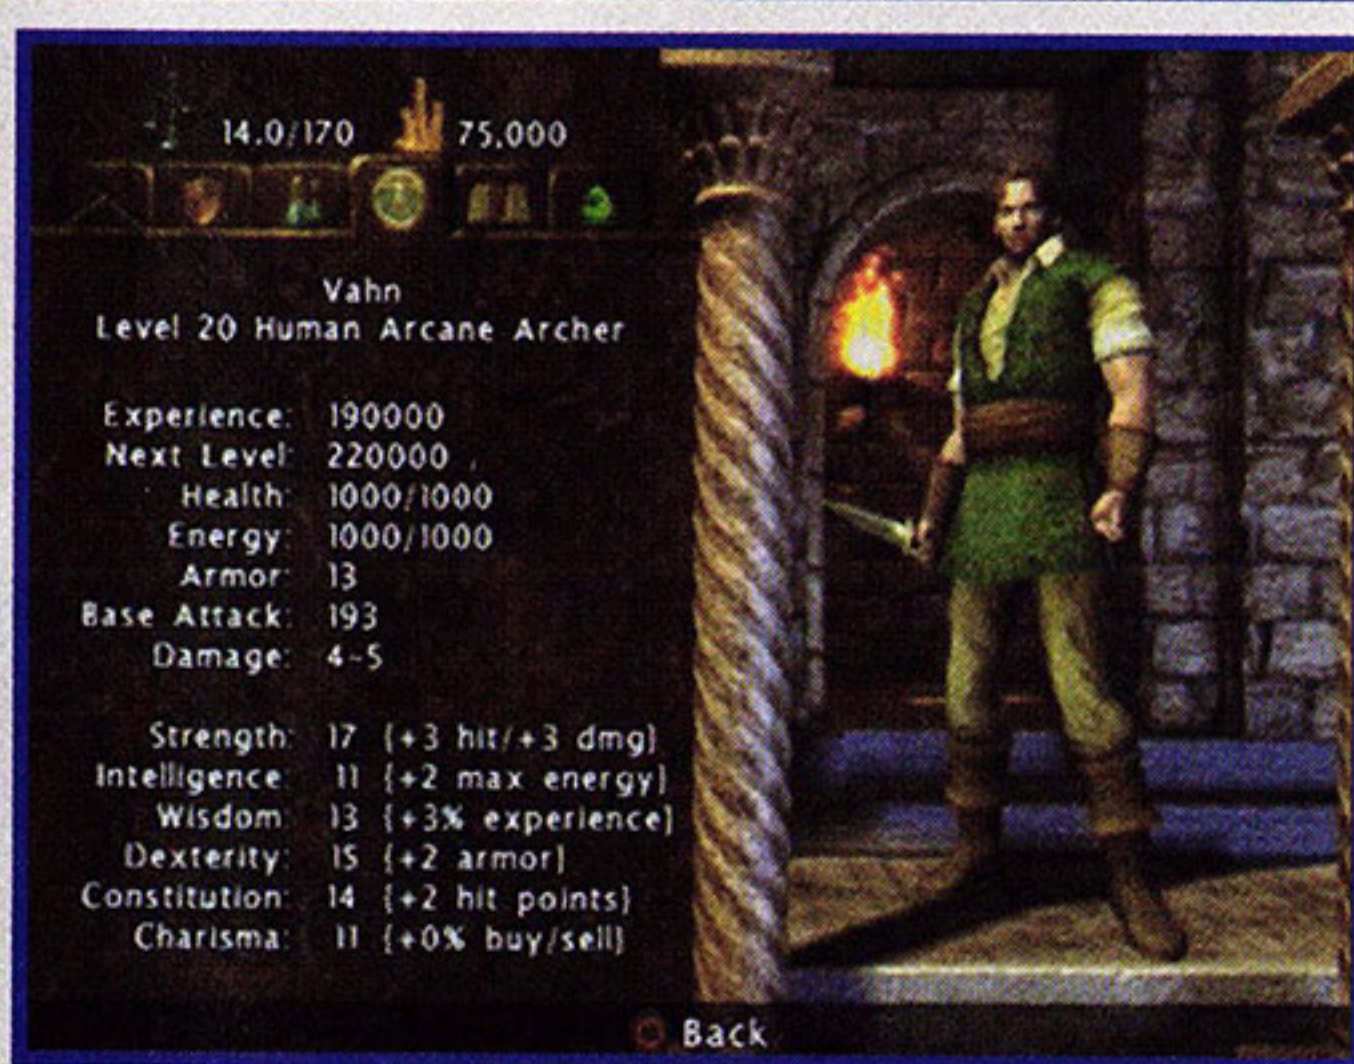 14.0/170 75,000
Vahn
Level 20 Human Arcane Archer
Experience: 190000
Next Level: 220000
Health: 1000/1000
Energy: 1000/1000
Armor: 13
Base Attack: 193
Damage: 4-5
Strength: 17 (+3 hit/+3 dmg)
Intelligence: 11 (+2 max energy)
Wisdom: 13 (+3% experience)
Dexterity: 15 (+2 armor)
Constitution: 14 (+2 hit points)
Charisma: 11 (+0% buy/sell)
Back